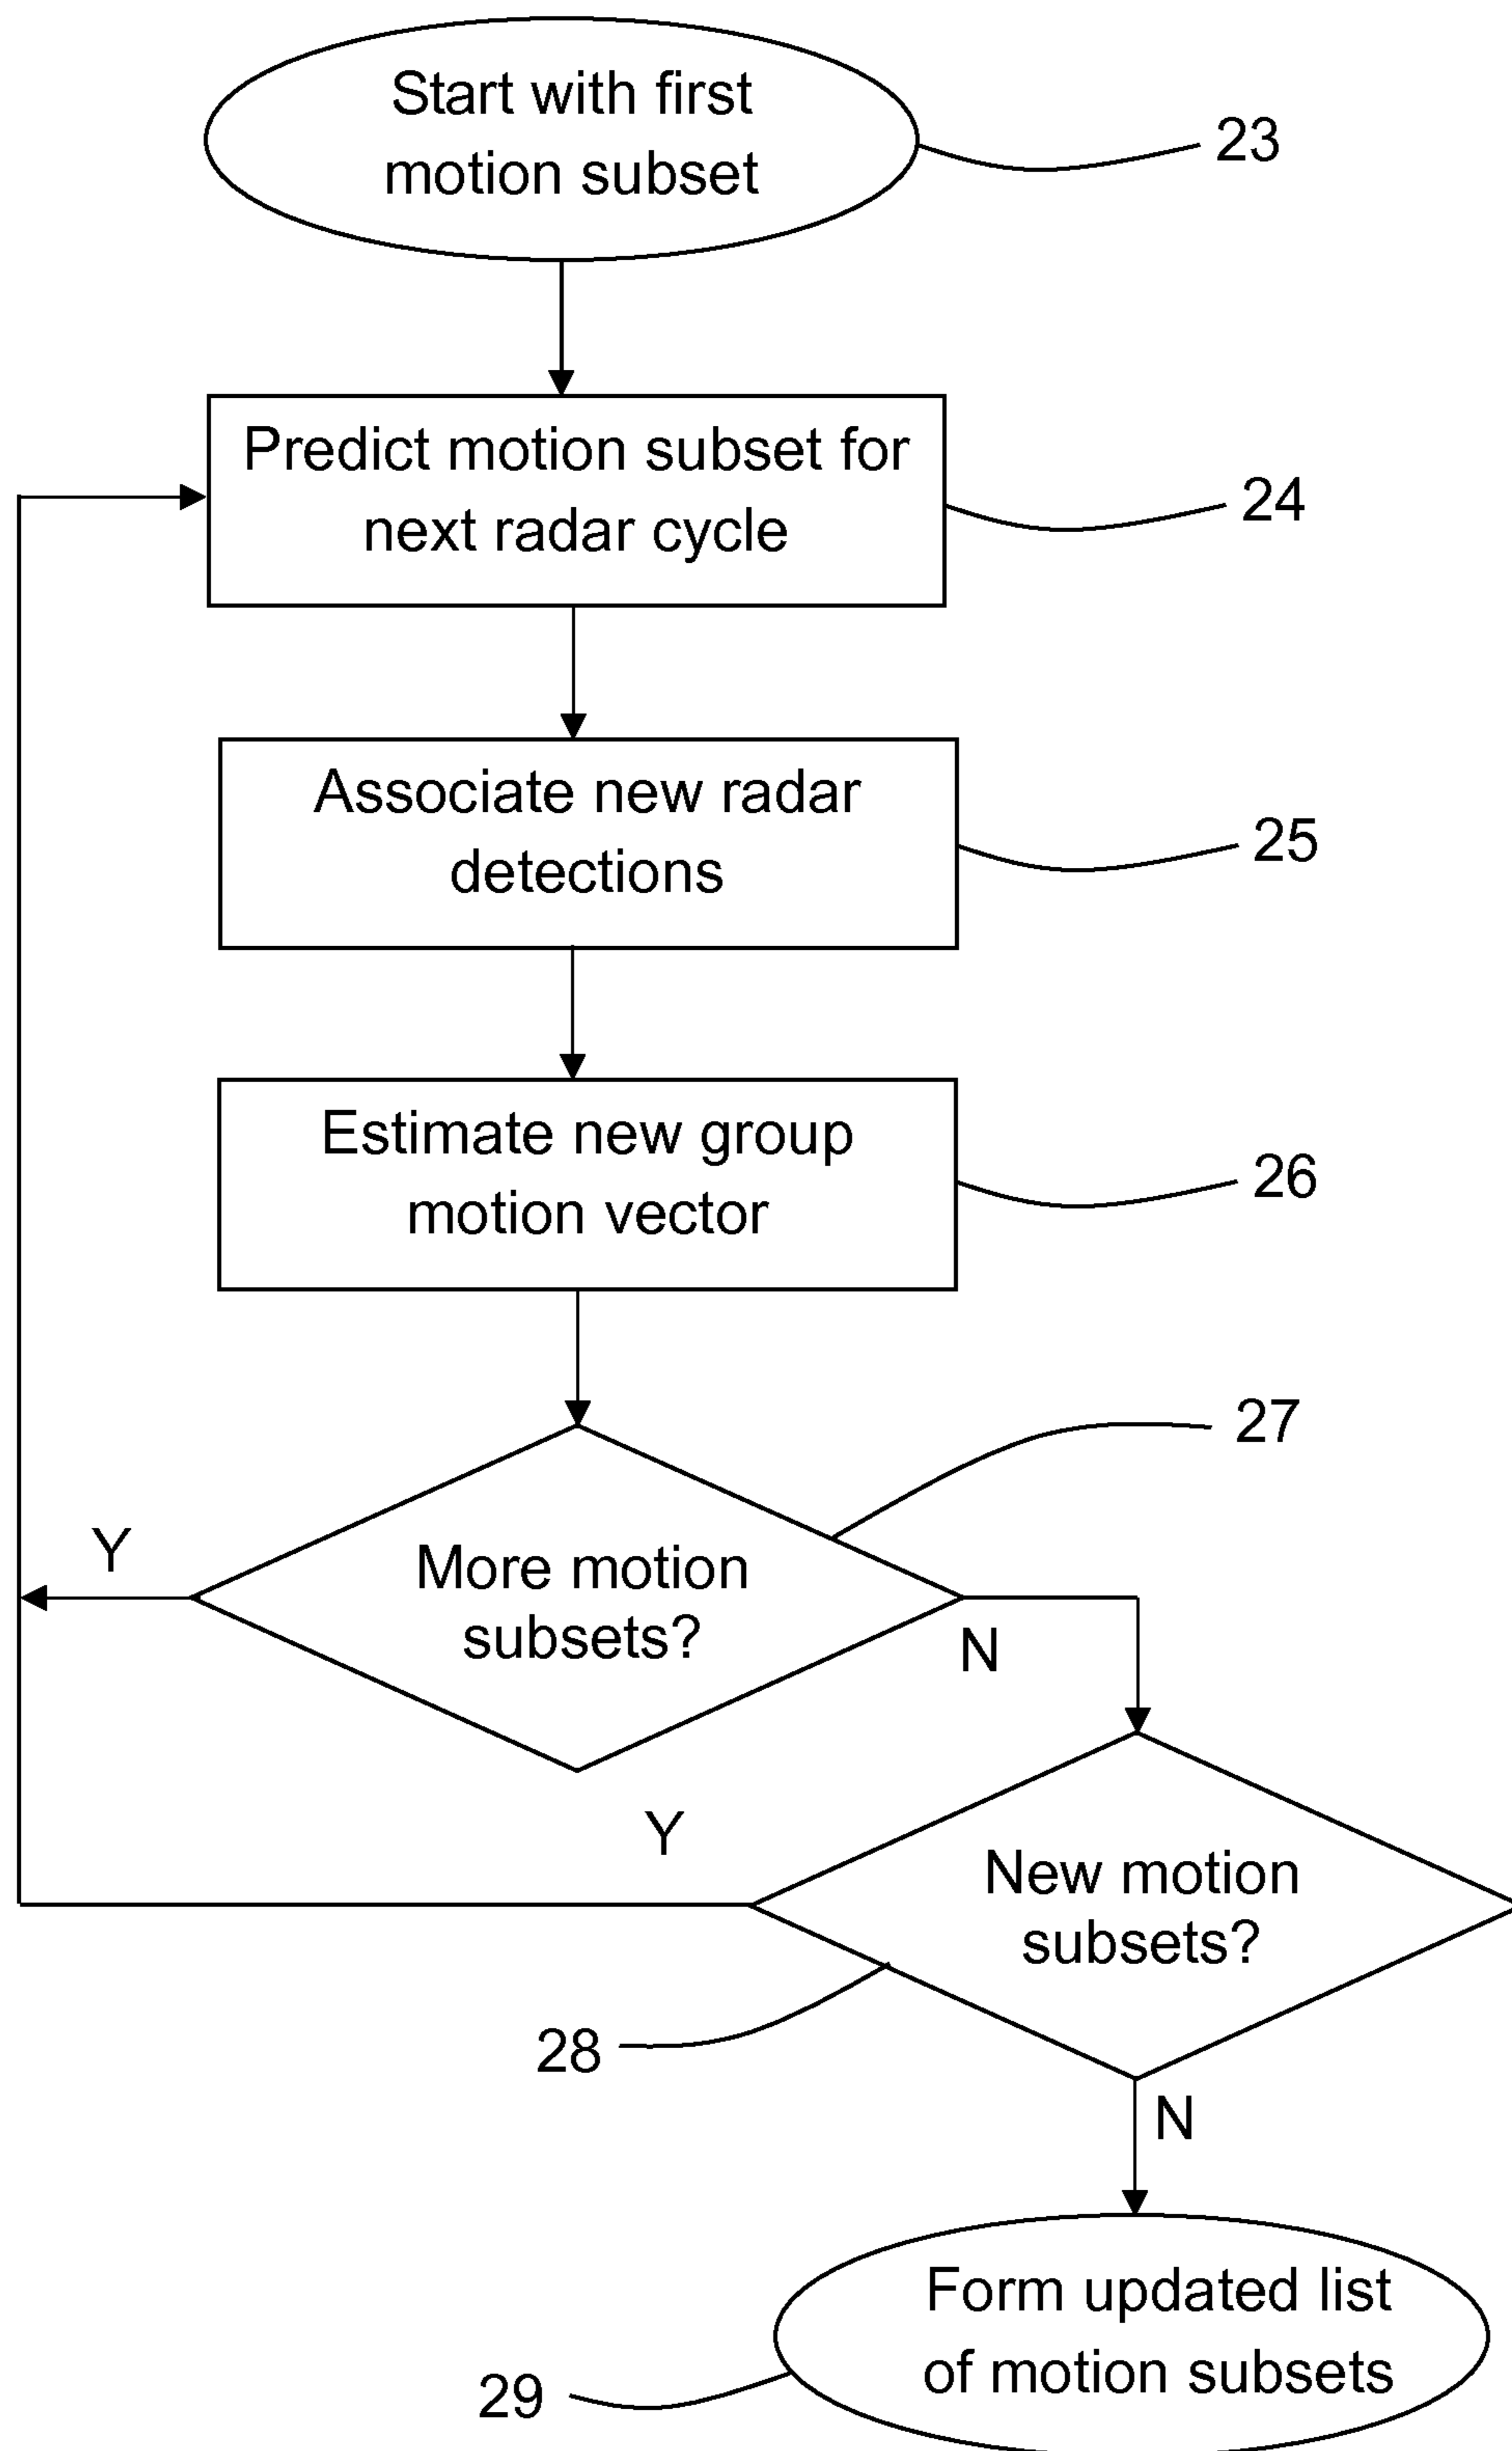 Start with first
motion subset
23
Predict motion subset for
next radar cycle
24
Associate new radar
detections
25
Estimate new group
motion vector
26
27
Y
More motion
subsets?
N
Y
New motion
subsets?
28
N
Form updated list
of motion subsets
29